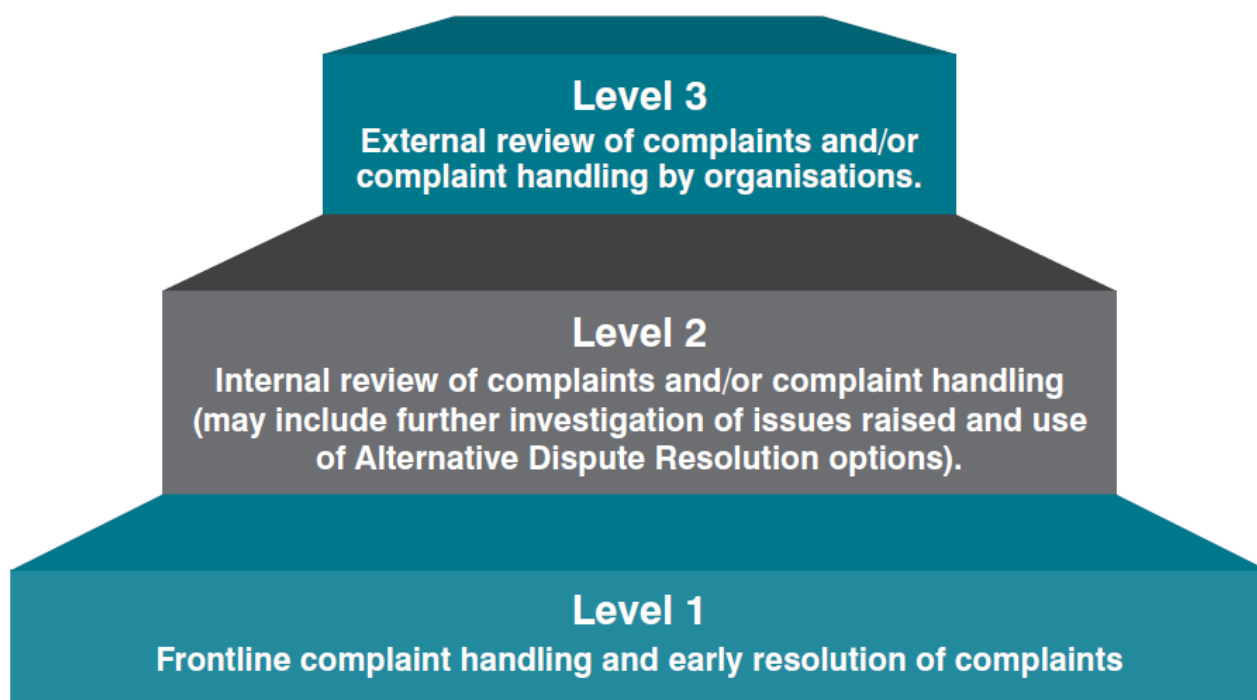 Level 3
External review of complaints and/or
complaint handling by organisations.
Level 2
Internal review of complaints and/or complaint handling
(may include further investigation of issues raised and use
of Alternative Dispute Resolution options).
Level 1
Frontline complaint handling and early resolution of complaints